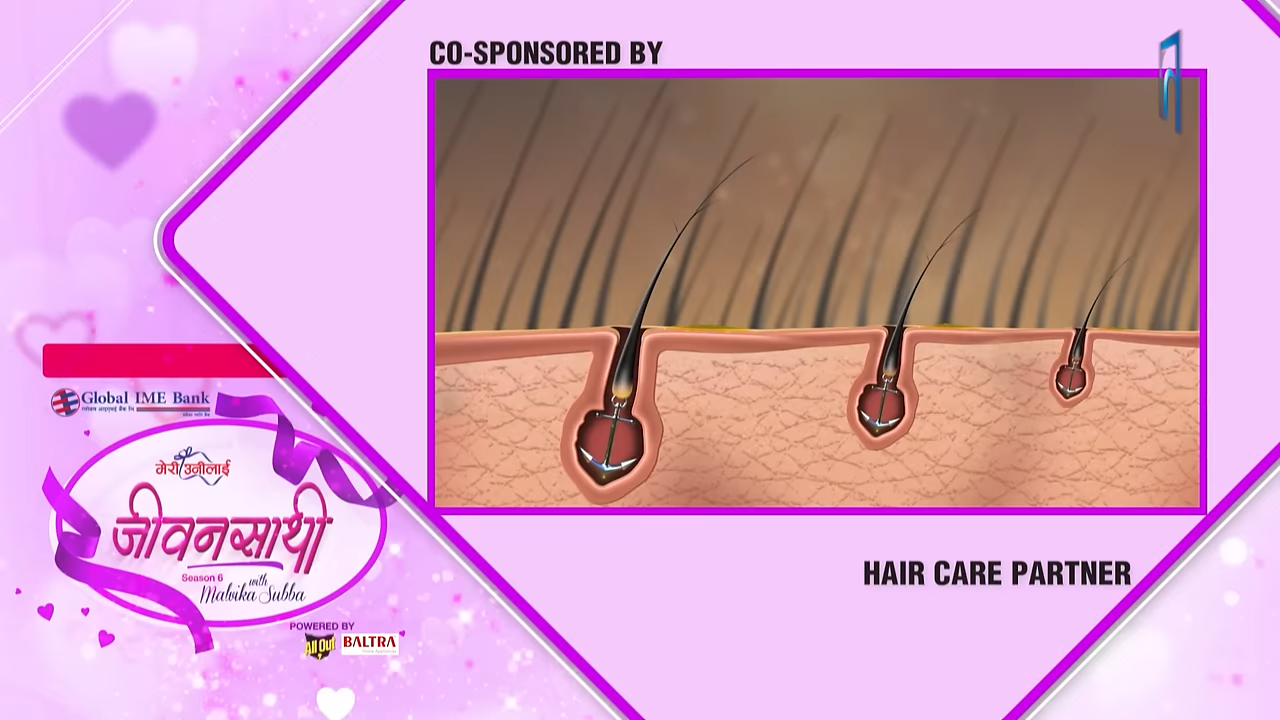 CO-SPONSORED BY
Global IME Bank
मेरी उनीलाई
जीवनसाथी
Season 6
with
Malvika Subba
POWERED BY
All Out
BALTRA
HAIR CARE PARTNER